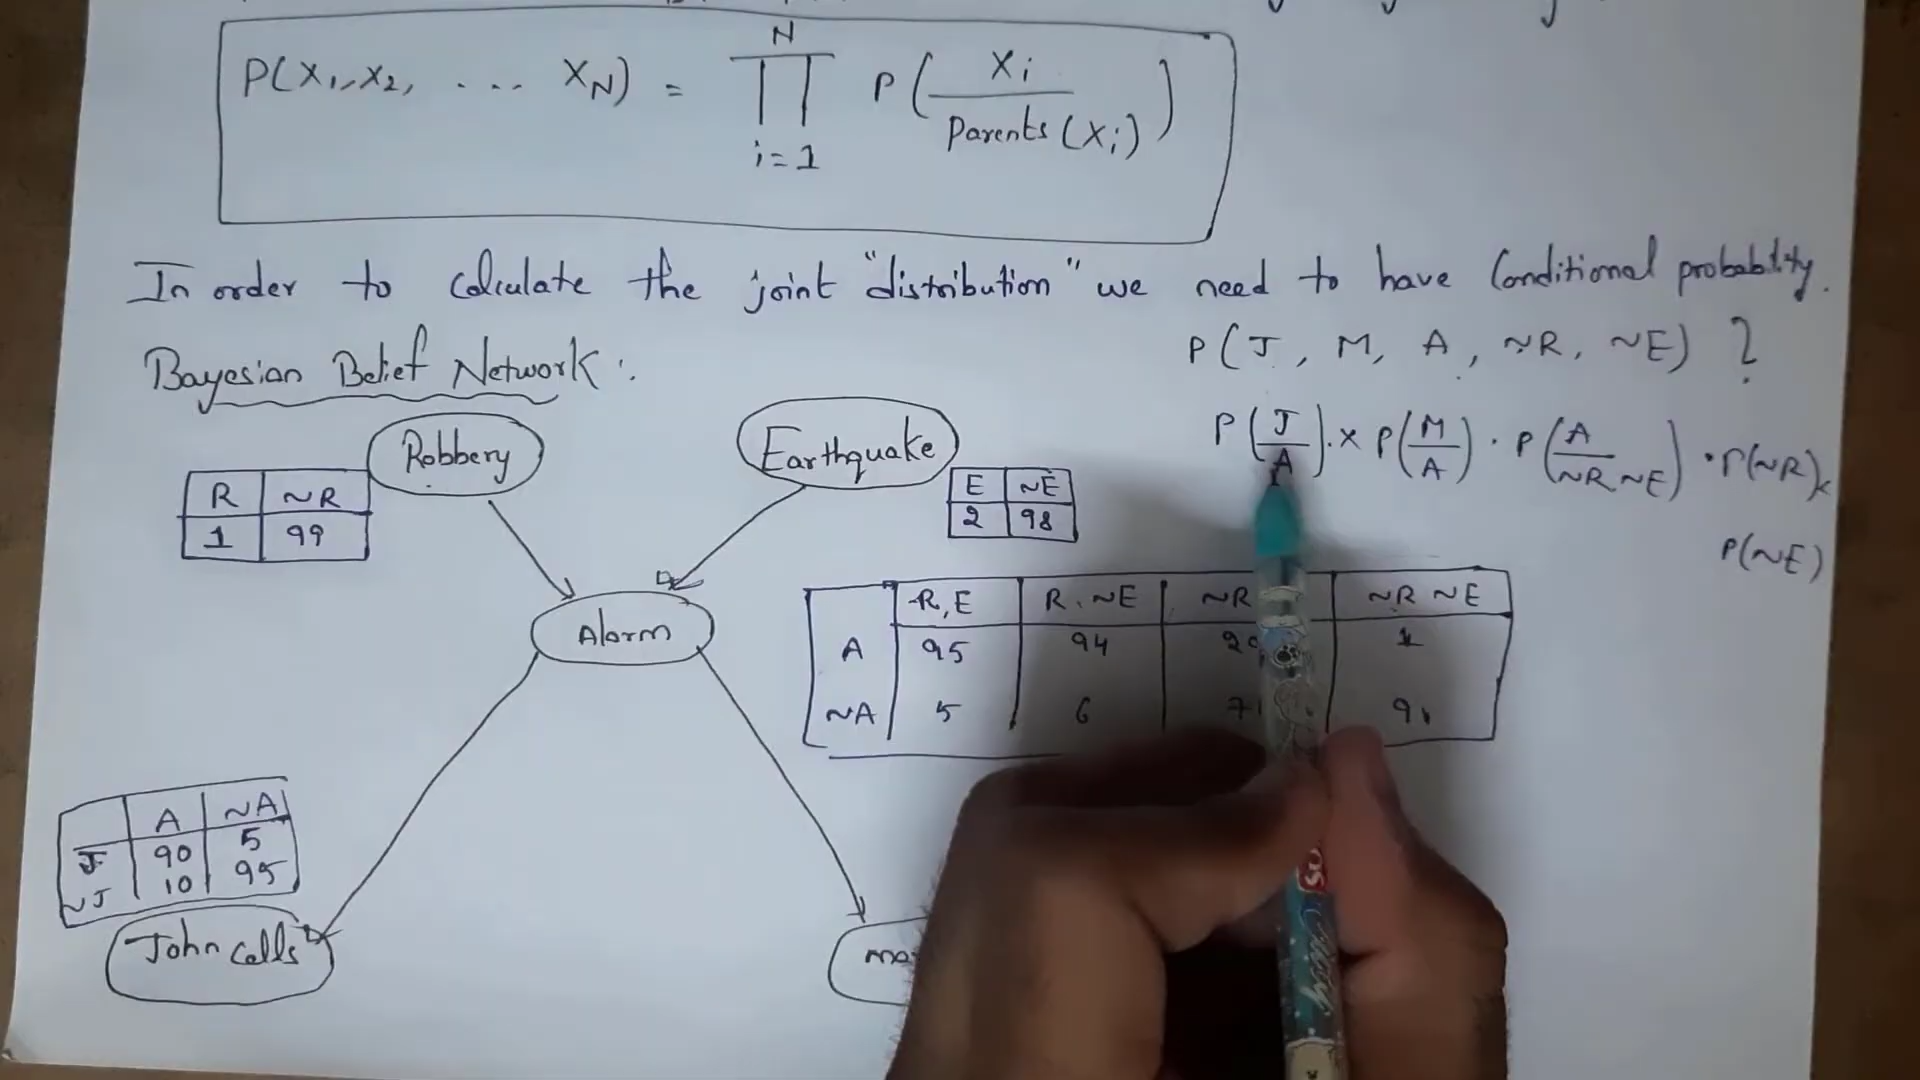 P(X1, X2, ... XN) = N ∏ i=1 P(Xi / Parents(Xi))
In order to calculate the joint "distribution" we need to have Conditional probability.
P(J, M, A, ~R, ~E) ?
Bayesian Belief Network :
P(J/A) . x P(M/A) . P(A/~R ~E) . P(~R) x
P(~E)
Robbery
Earthquake
R ~R
1 99
E ~E
2 98
Alarm
R, E R, ~E ~R ~R ~E
A 95 94 1
~A 5 6
A ~A
J 90 5
~J 10 95
John calls